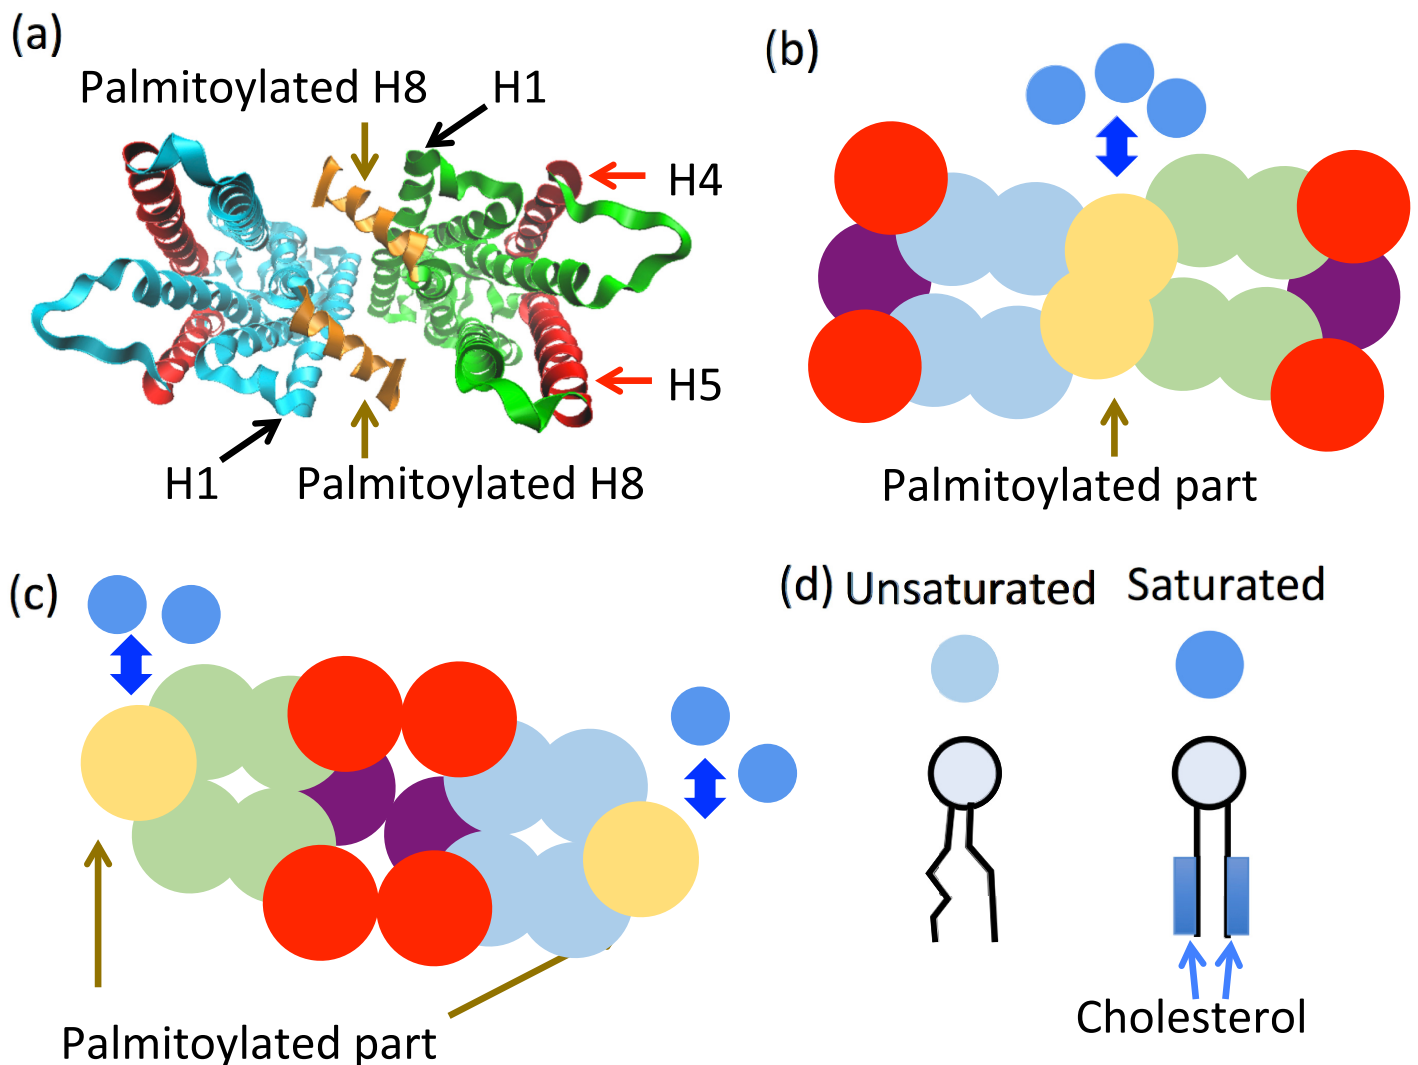 (a)
Palmitoylated H8
H1
H4
H5
H1
Palmitoylated H8
(b)
Palmitoylated part
(c)
Palmitoylated part
(d) Unsaturated Saturated
Cholesterol